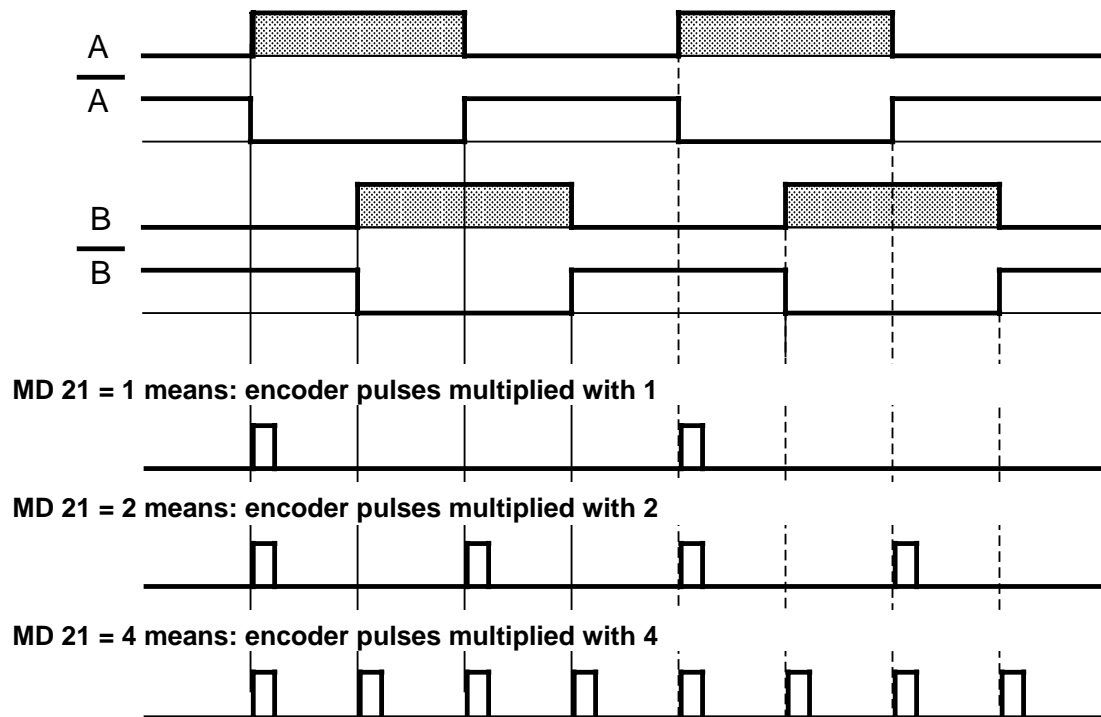 A
A̅
B
B̅
MD 21 = 1 means: encoder pulses multiplied with 1
MD 21 = 2 means: encoder pulses multiplied with 2
MD 21 = 4 means: encoder pulses multiplied with 4